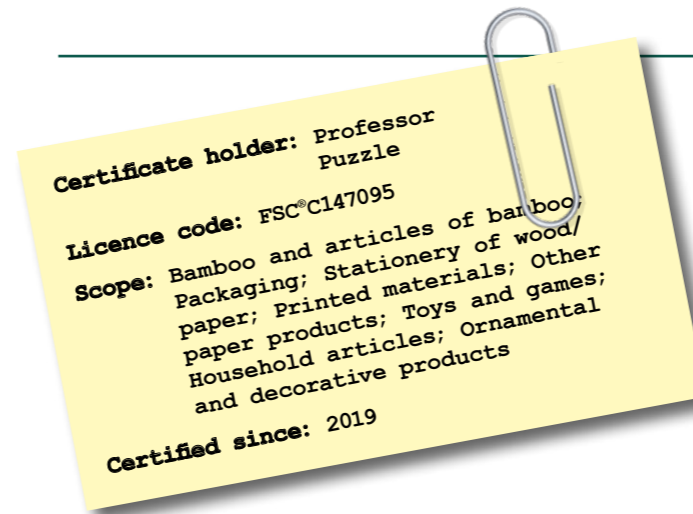 Certificate holder: Professor
Puzzle
Licence code: FSC®C147095
Scope: Bamboo and articles of bamboo;
Packaging; Stationery of wood/
paper; Printed materials; Other
paper products; Toys and games;
Household articles; Ornamental
and decorative products
Certified since: 2019